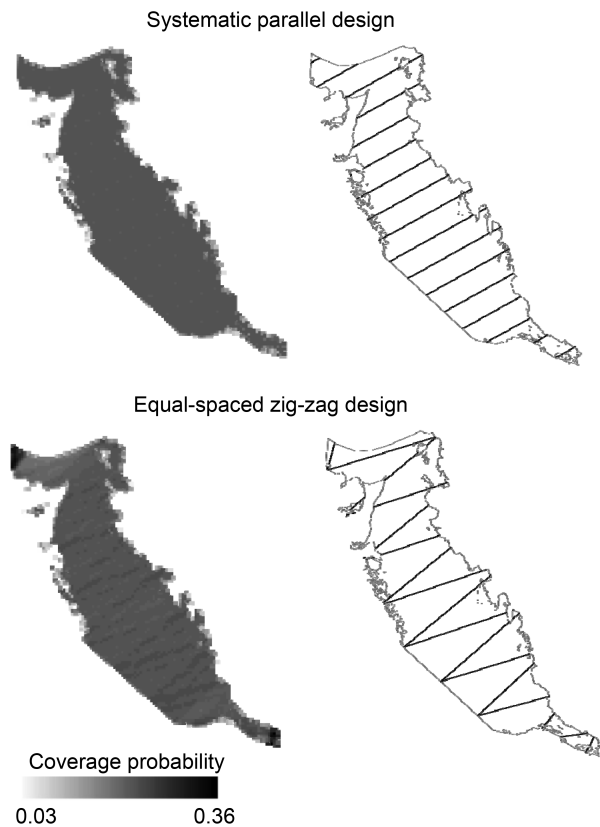 Systematic parallel design
Equal-spaced zig-zag design
Coverage probability
0.03 0.36